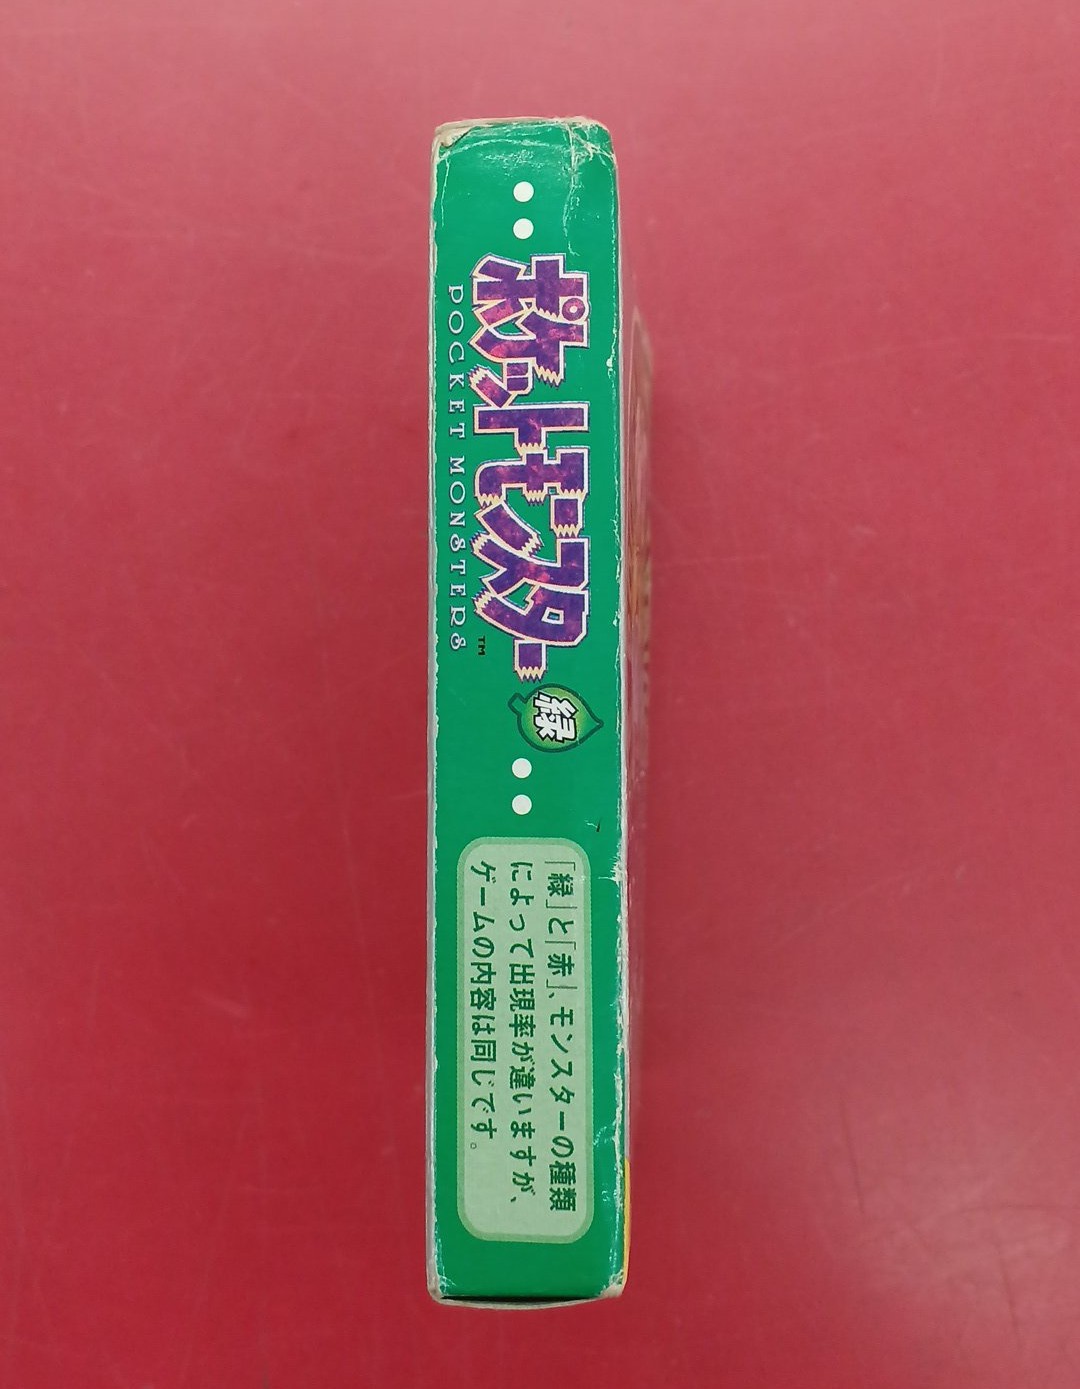 ポケットモンスター
POCKET MONSTERS
TM
緑
「緑」と「赤」、モンスターの種類
によって出現率が違いますが、
ゲームの内容は同じです。